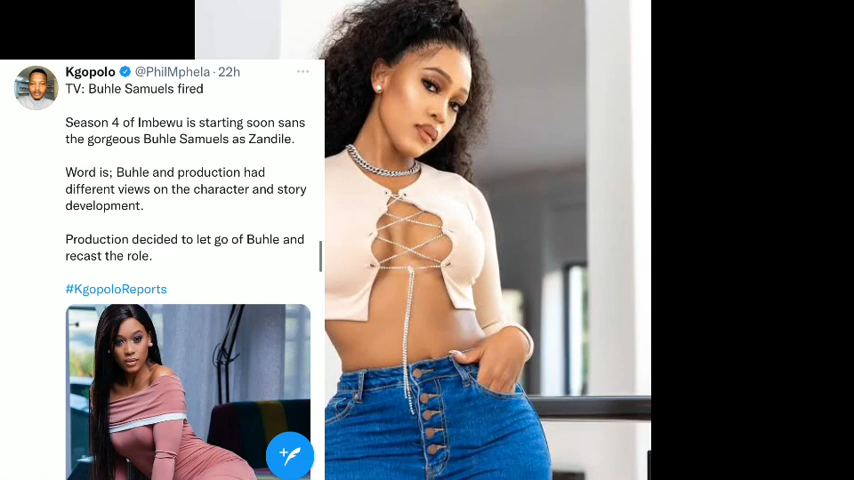 Kgopolo @PhilMphela · 22h
TV: Buhle Samuels fired
Season 4 of Imbewu is starting soon sans
the gorgeous Buhle Samuels as Zandile.
Word is; Buhle and production had
different views on the character and story
development.
Production decided to let go of Buhle and
recast the role.
#KgopoloReports